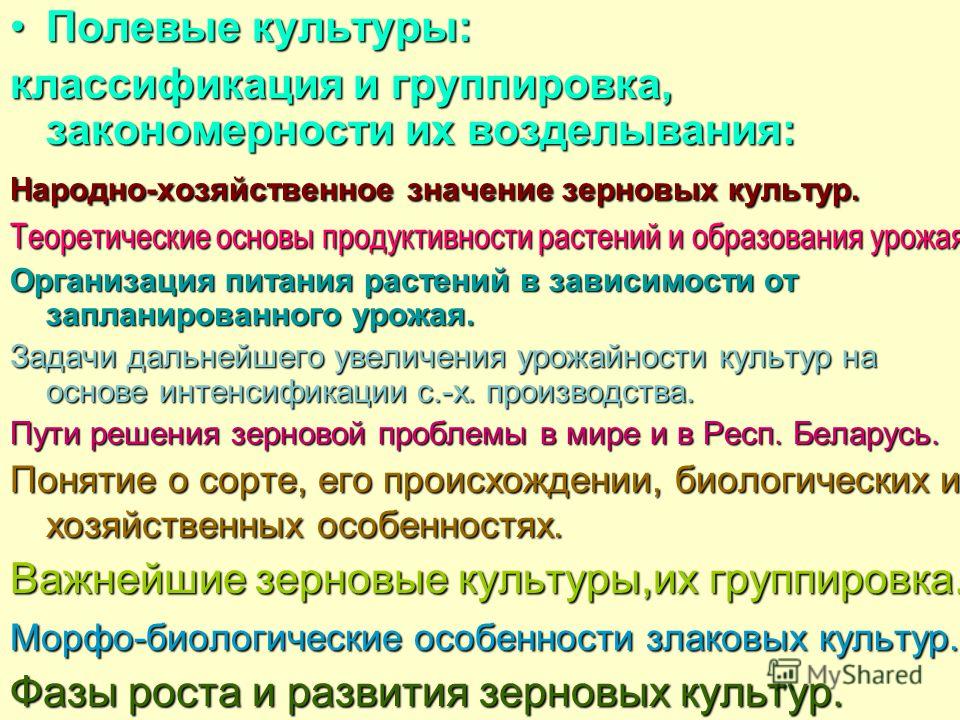 • Полевые культуры:
классификация и группировка,
закономерности их возделывания:
Народно-хозяйственное значение зерновых культур.
Теоретические основы продуктивности растений и образования урожая
Организация питания растений в зависимости от
запланированного урожая.
Задачи дальнейшего увеличения урожайности культур на
основе интенсификации с.-х. производства.
Пути решения зерновой проблемы в мире и в Респ. Беларусь.
Понятие о сорте, его происхождении, биологических и
хозяйственных особенностях.
Важнейшие зерновые культуры,их группировка.
Морфо-биологические особенности злаковых культур.
Фазы роста и развития зерновых культур.
MyShared